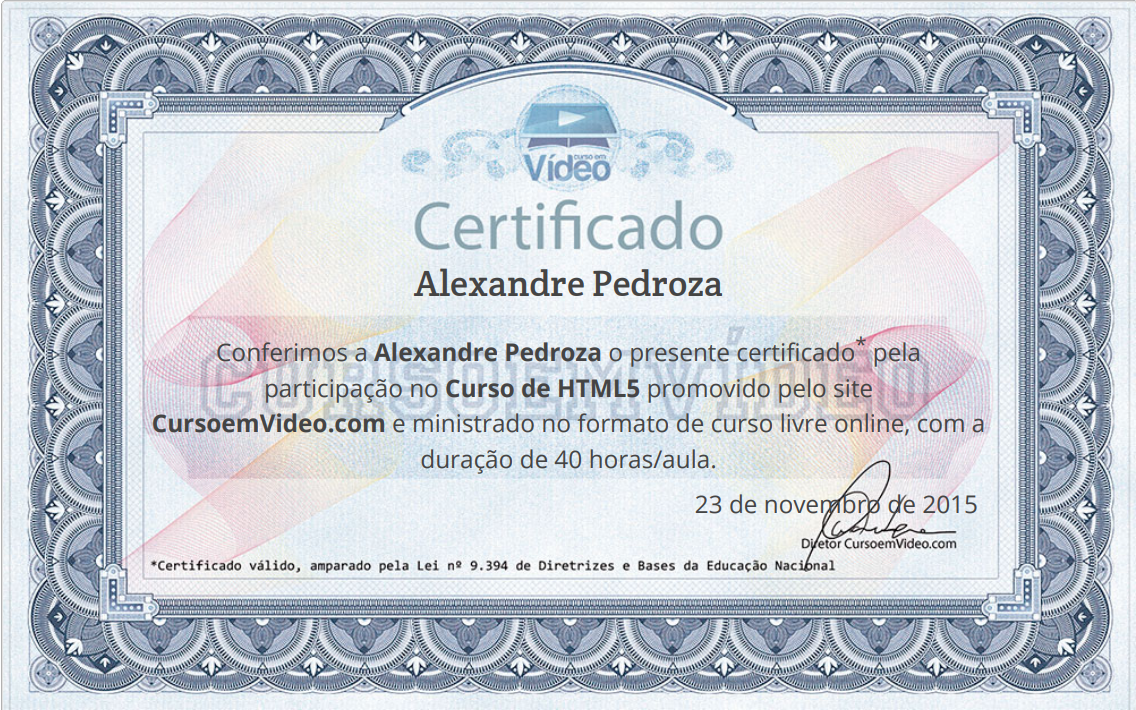 curso em
Vídeo
Certificado
Alexandre Pedroza
Conferimos a Alexandre Pedroza o presente certificado* pela
participação no Curso de HTML5 promovido pelo site
CursoemVideo.com e ministrado no formato de curso livre online, com a
duração de 40 horas/aula.
CURSOEMVÍDEO
23 de novembro de 2015
Diretor CursoemVideo.com
*Certificado válido, amparado pela Lei nº 9.394 de Diretrizes e Bases da Educação Nacional